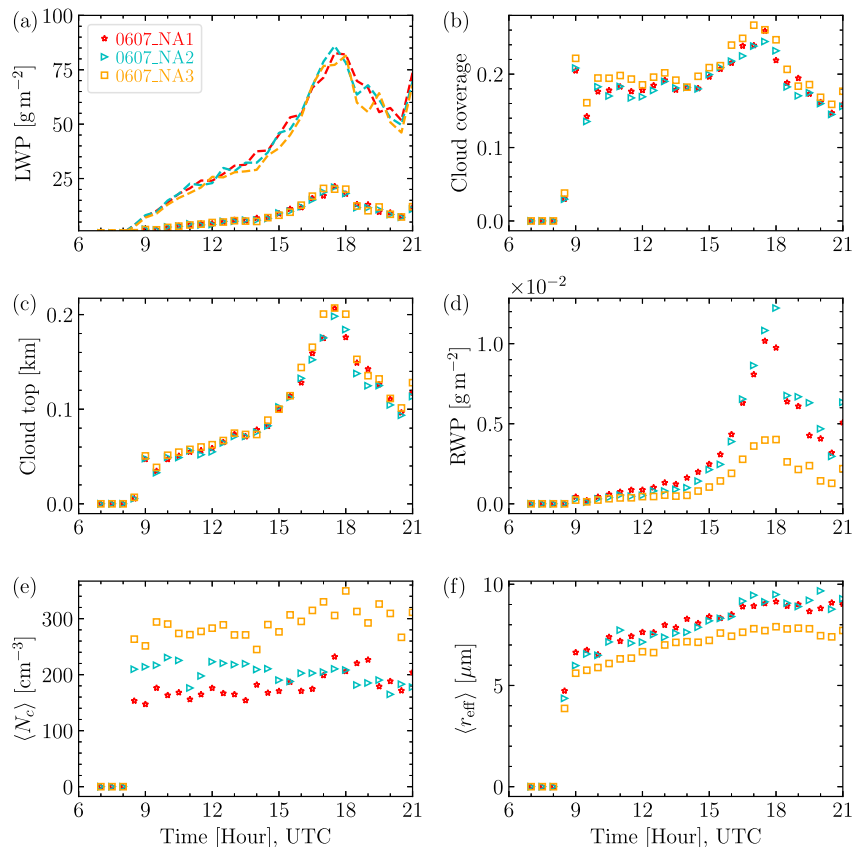 (a)
LWP [g m−2]
100
75
50
25
0607_NA1
0607_NA2
0607_NA3
6 9 12 15 18 21
(b)
Cloud coverage
0.2
0.1
0.0
6 9 12 15 18 21
(c)
Cloud top [km]
0.2
0.1
0.0
6 9 12 15 18 21
(d)
×10−2
RWP [g m−2]
1.0
0.5
0.0
6 9 12 15 18 21
(e)
⟨Nc⟩ [cm−3]
300
200
100
0
6 9 12 15 18 21
Time [Hour], UTC
(f)
⟨reff⟩ [μm]
10
5
0
6 9 12 15 18 21
Time [Hour], UTC